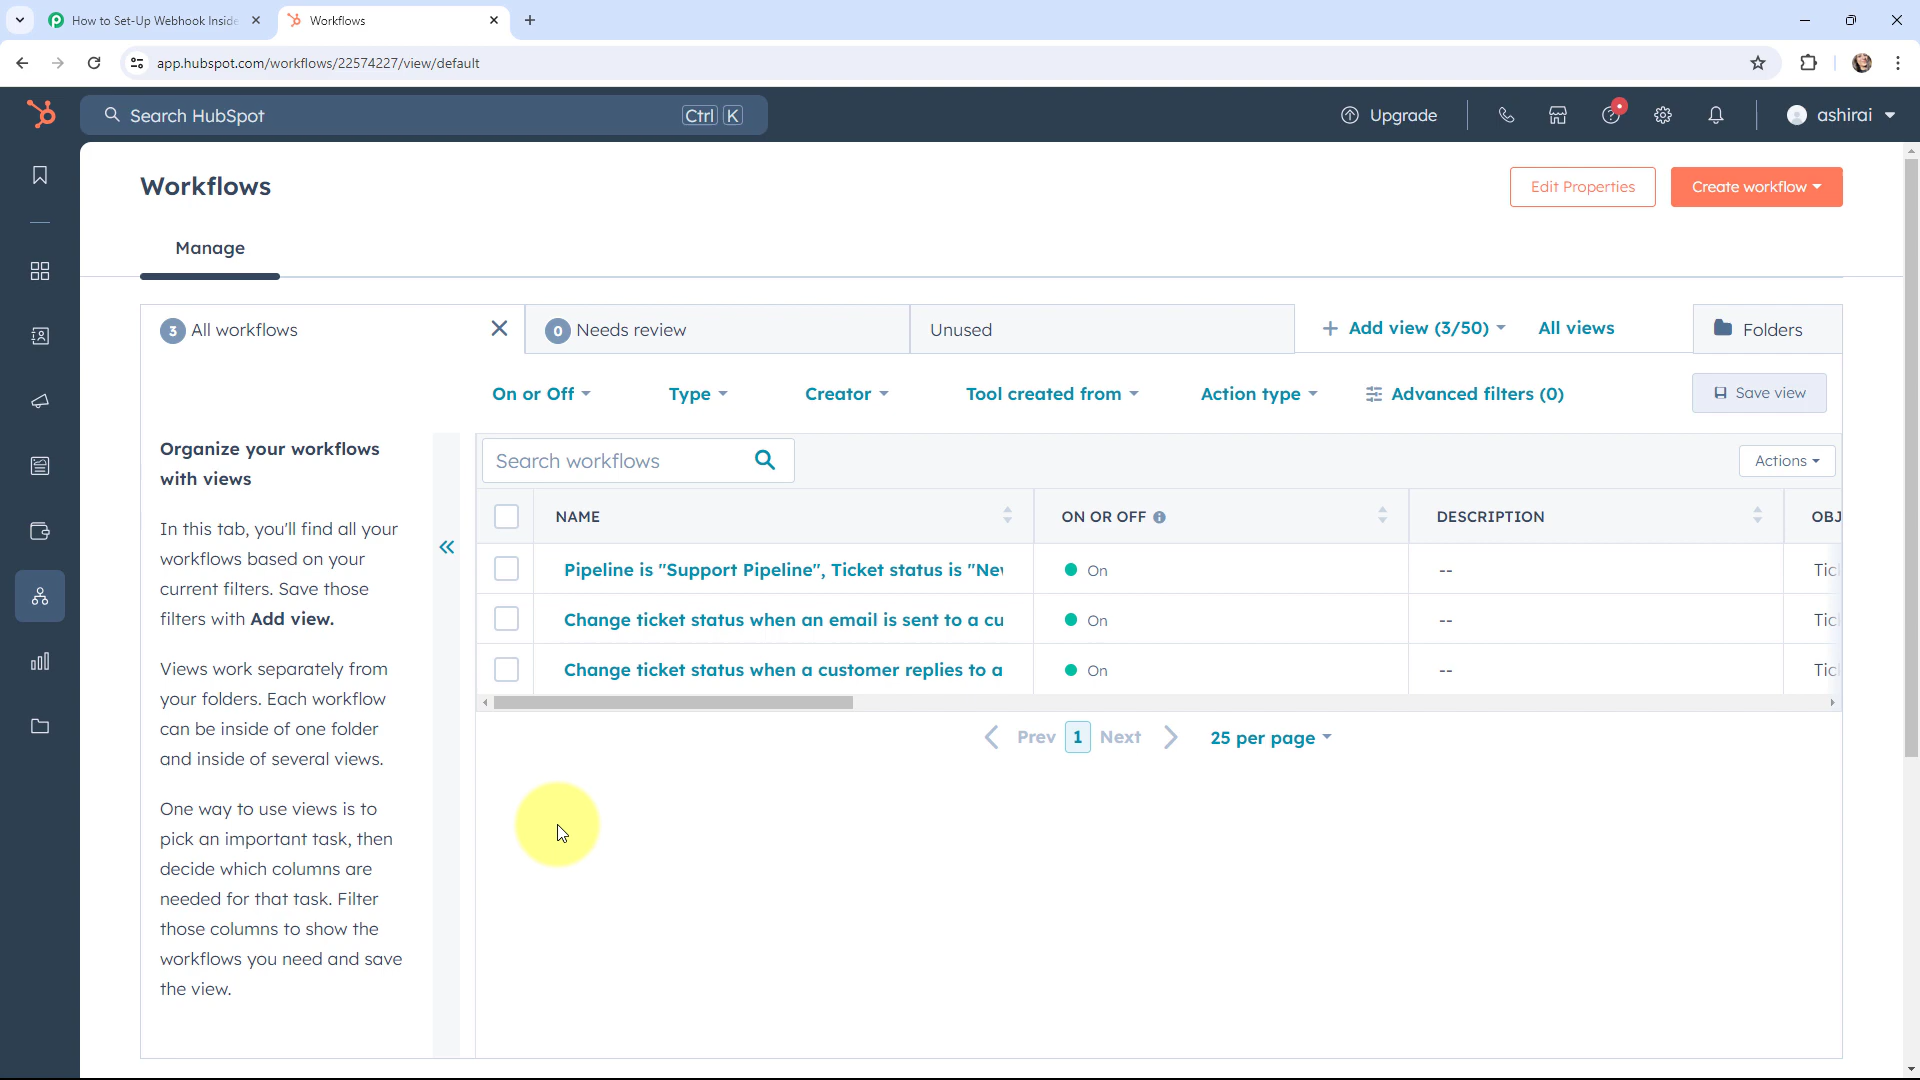 How to Set-Up Webhook Inside
Workflows
app.hubspot.com/workflows/22574227/view/default
Search HubSpot
Ctrl K
Upgrade
ashirai
Workflows
Edit Properties
Create workflow
Manage
3 All workflows
0 Needs review
Unused
Add view (3/50)
All views
Folders
On or Off
Type
Creator
Tool created from
Action type
Advanced filters (0)
Save view
Organize your workflows
with views
In this tab, you'll find all your
workflows based on your
current filters. Save those
filters with Add view.
Views work separately from
your folders. Each workflow
can be inside of one folder
and inside of several views.
One way to use views is to
pick an important task, then
decide which columns are
needed for that task. Filter
those columns to show the
workflows you need and save
the view.
Search workflows
Actions
NAME
ON OR OFF
DESCRIPTION
OBJ
Pipeline is "Support Pipeline", Ticket status is "Nev
On
--
Tic
Change ticket status when an email is sent to a cu
On
--
Tic
Change ticket status when a customer replies to a
On
--
Tic
Prev 1 Next
25 per page